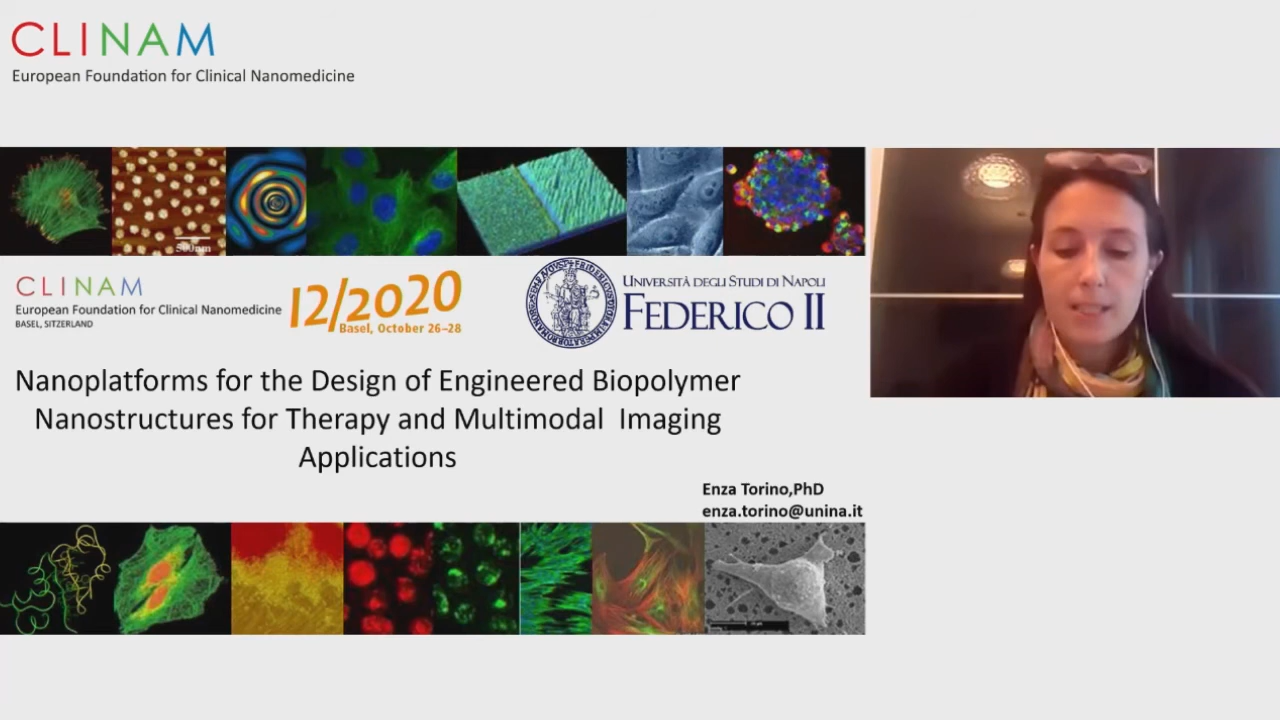 CLINAM
European Foundation for Clinical Nanomedicine
500nm
CLINAM
European Foundation for Clinical Nanomedicine
BASEL, SITZERLAND
12/2020
Basel, October 26–28
UNIVERSITÀ DEGLI STUDI DI NAPOLI
FEDERICO II
Nanoplatforms for the Design of Engineered Biopolymer
Nanostructures for Therapy and Multimodal Imaging
Applications
Enza Torino,PhD
enza.torino@unina.it